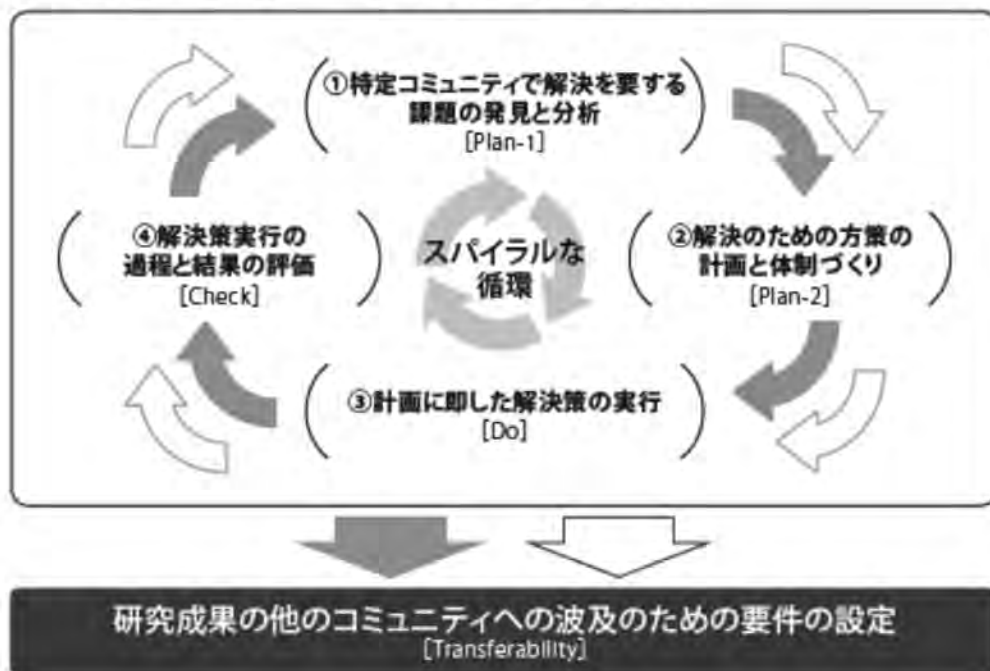 ①特定コミュニティで解決を要する
課題の発見と分析
[Plan-1]
②解決のための方策の
計画と体制づくり
[Plan-2]
③計画に即した解決策の実行
[Do]
④解決策実行の
過程と結果の評価
[Check]
スパイラルな
循環
研究成果の他のコミュニティへの波及のための要件の設定
[Transferability]